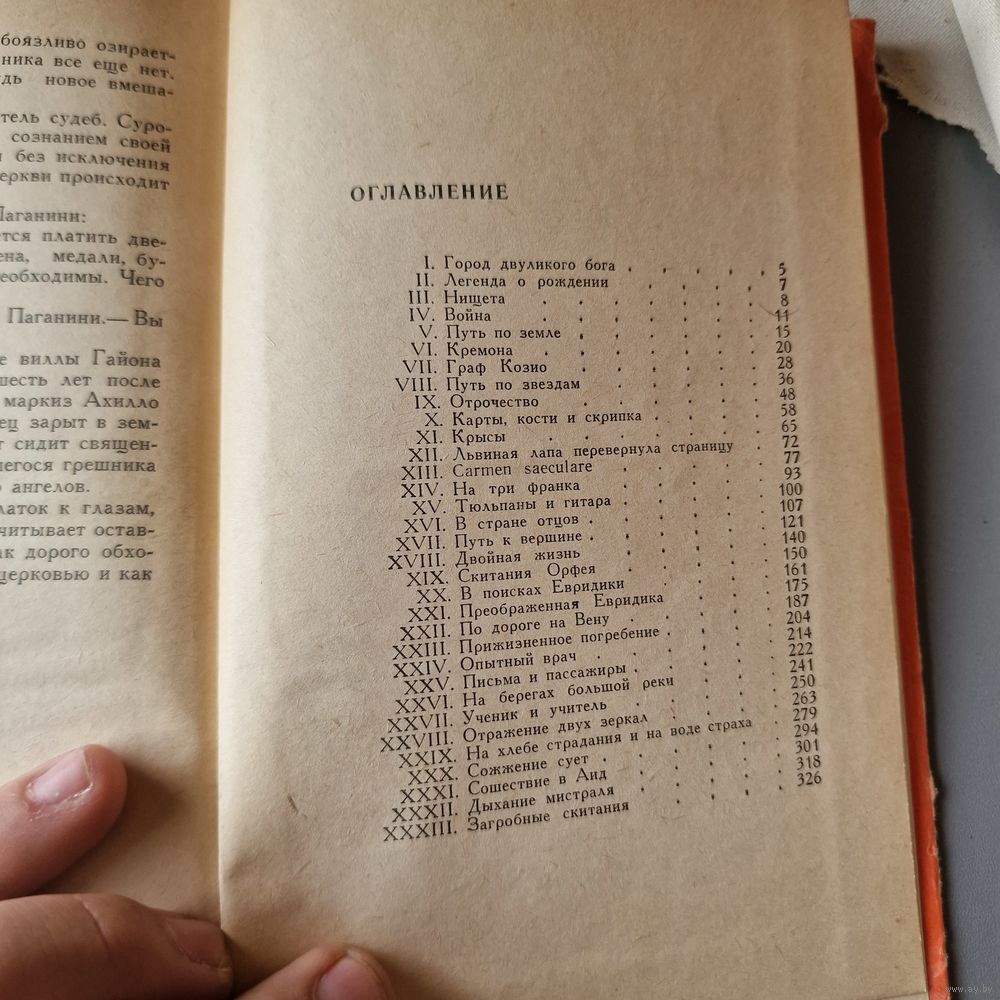 боязливо озирает-
ника все еще нет.
дь новое вмеша-
тель судеб. Суро-
сознанием своей
без исключения
еркви происходит
Паганини:
ется платить две-
ена, медали, бу-
еобходимы. Чего
Паганини.— Вы
е виллы Гайона
шесть лет после
маркиз Ахилло
ец зарыт в зем-
т сидит священ-
щегося грешника
ангелов.
латок к глазам,
читывает остав-
ак дорого обхо-
церковью и как
ОГЛАВЛЕНИЕ
I. Город двуликого бога . . . . . 5
II. Легенда о рождении . . . . 7
III. Нищета . . . . . . . 8
IV. Война . . . . . . . 11
V. Путь по земле . . . . . . 15
VI. Кремона . . . . . . . 20
VII. Граф Козио . . . . . . 28
VIII. Путь по звездам . . . . . 36
IX. Отрочество . . . . . . 48
X. Карты, кости и скрипка . . . . 58
XI. Крысы . . . . . . . 65
XII. Львиная лапа перевернула страницу . 72
XIII. Carmen saeculare . . . . . 77
XIV. На три франка . . . . . 93
XV. Тюльпаны и гитара . . . . . 100
XVI. В стране отцов . . . . . . 107
XVII. Путь к вершине . . . . . . 121
XVIII. Двойная жизнь . . . . . 140
XIX. Скитания Орфея . . . . . 150
XX. В поисках Евридики . . . . 161
XXI. Преображенная Евридика . . . 175
XXII. По дороге на Вену . . . . 187
XXIII. Прижизненное погребение . . . . 204
XXIV. Опытный врач . . . . . 214
XXV. Письма и пассажиры . . . . . 222
XXVI. На берегах большой реки . . . 241
XXVII. Ученик и учитель . . . . . 250
XXVIII. Отражение двух зеркал . . . . 263
XXIX. На хлебе страдания и на воде страха . 279
XXX. Сожжение сует . . . . . 294
XXXI. Сошествие в Аид . . . . . 301
XXXII. Дыхание мистраля . . . . . 318
XXXIII. Загробные скитания . . . . 326
www.ay.by